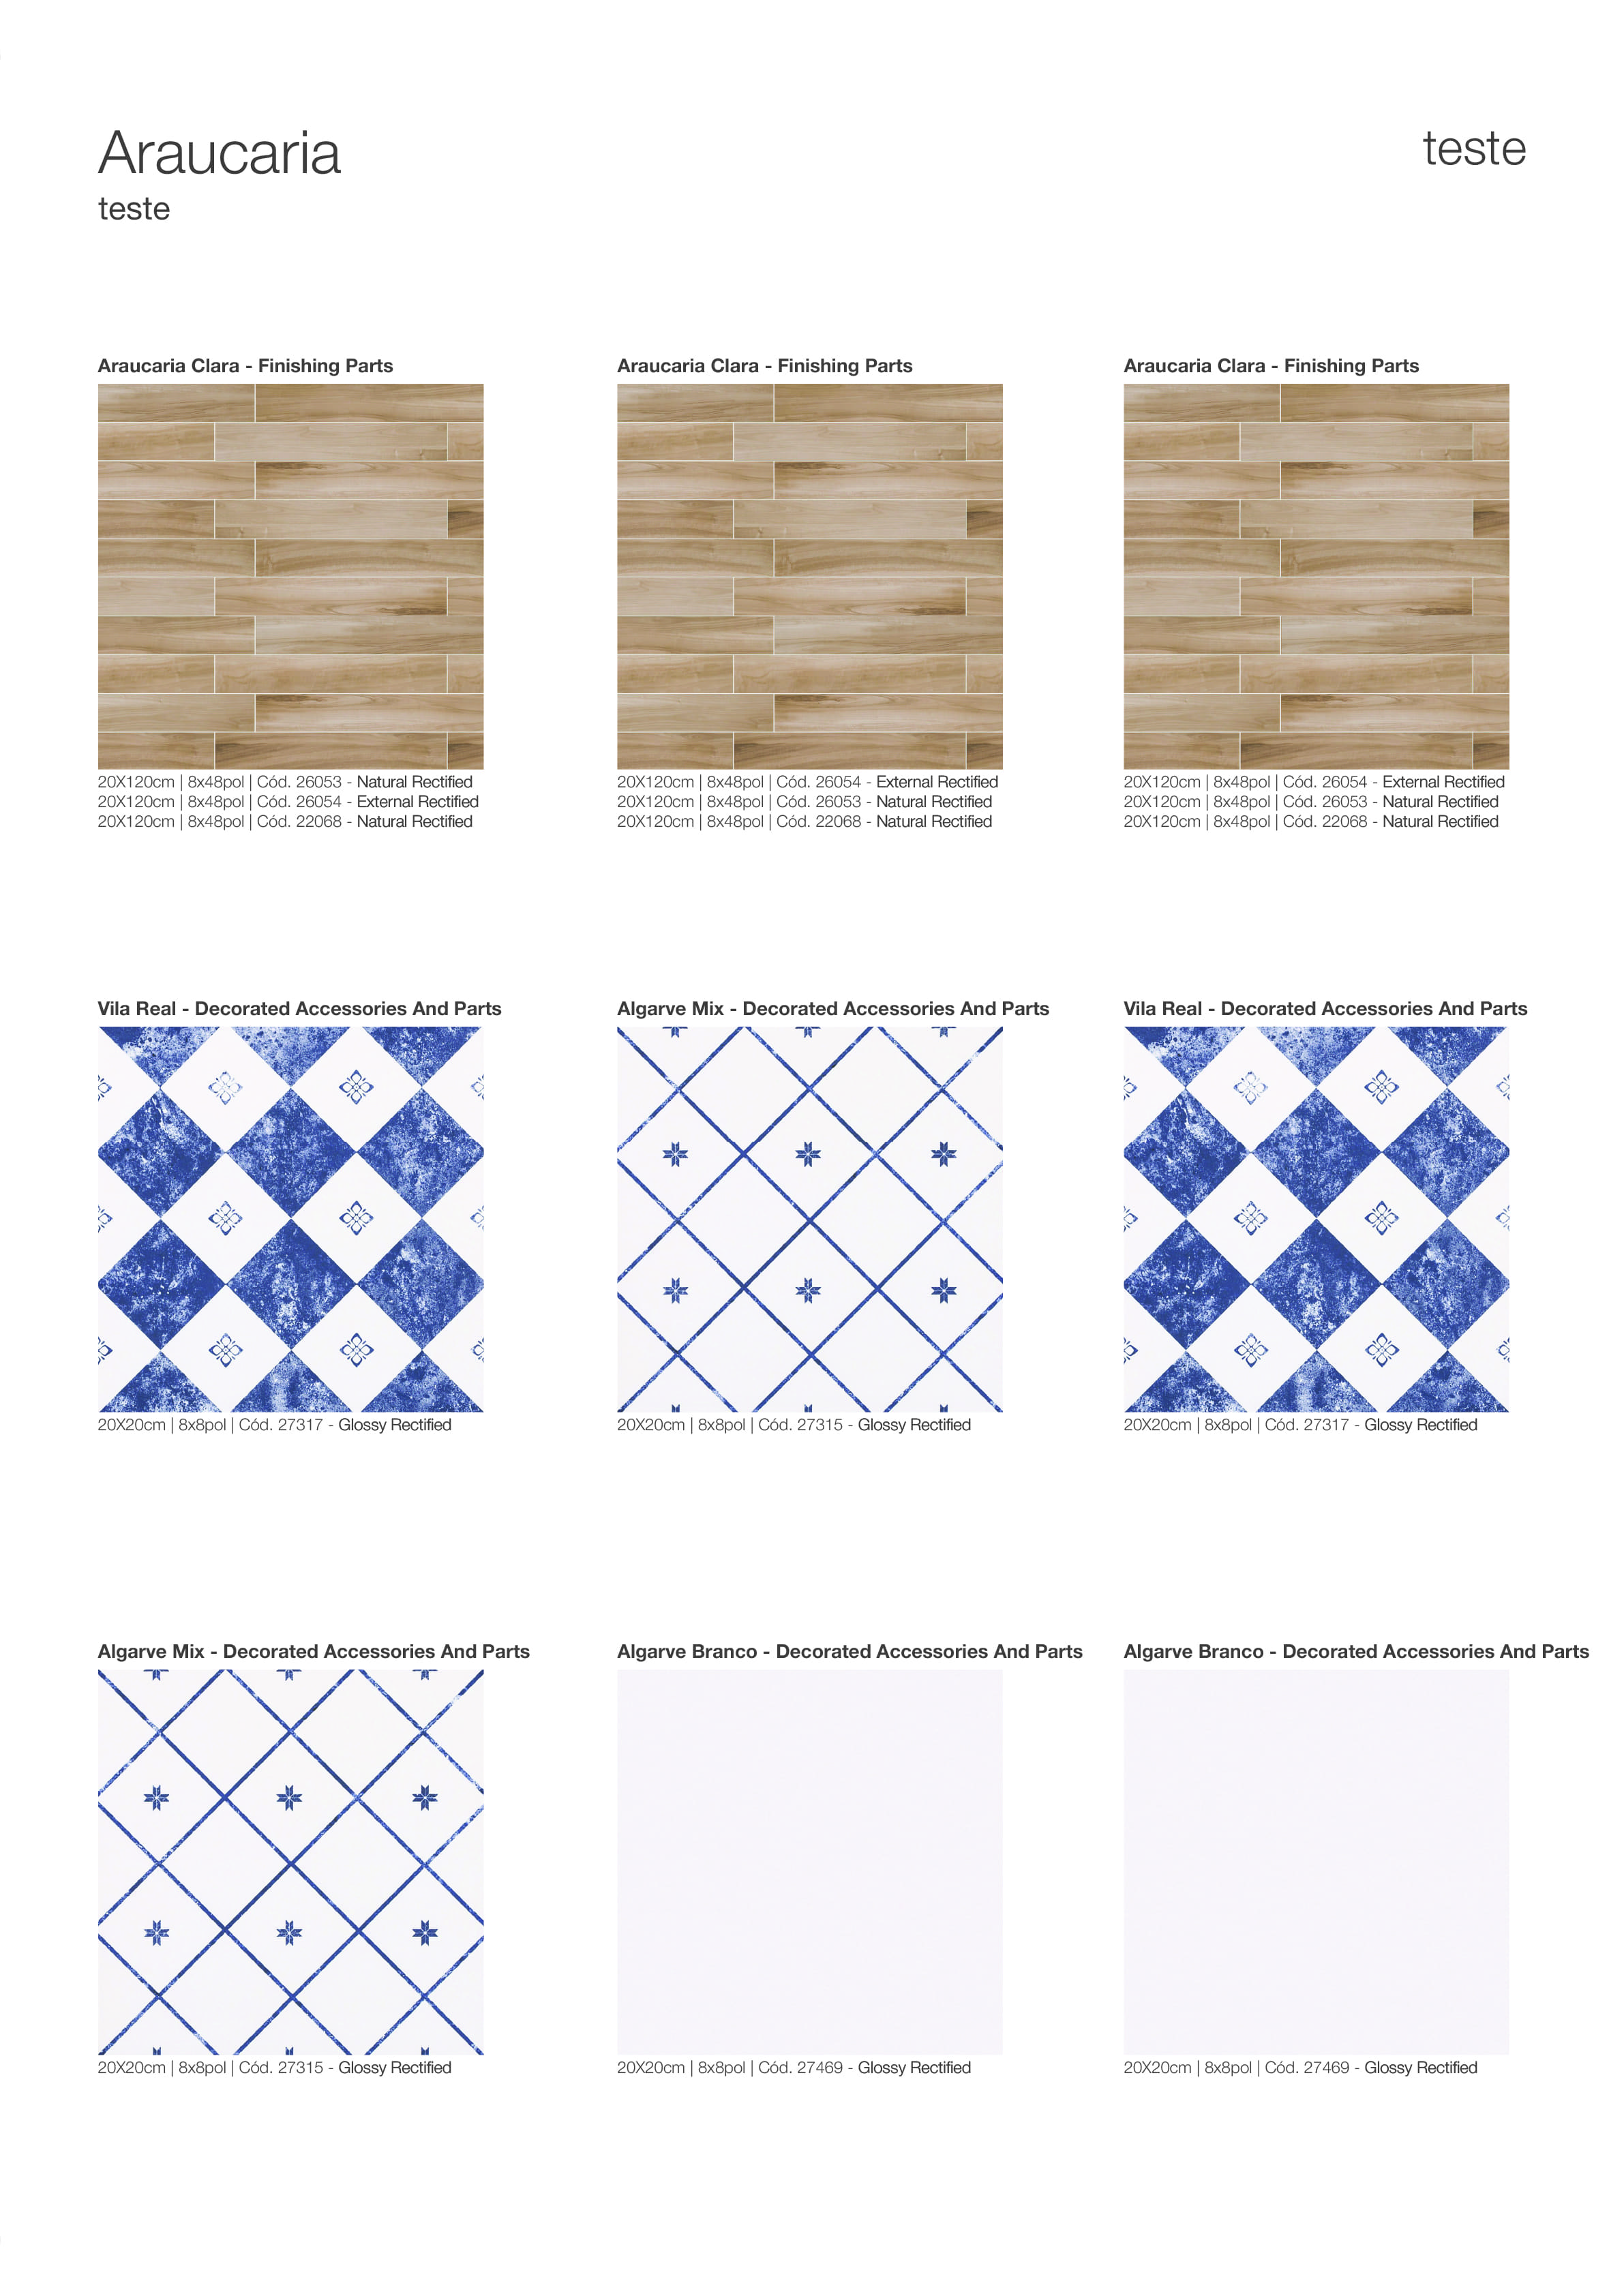 Araucaria
teste
teste
Araucaria Clara - Finishing Parts
20X120cm | 8x48pol | Cód. 26053 - Natural Rectified
20X120cm | 8x48pol | Cód. 26054 - External Rectified
20X120cm | 8x48pol | Cód. 22068 - Natural Rectified
Araucaria Clara - Finishing Parts
20X120cm | 8x48pol | Cód. 26054 - External Rectified
20X120cm | 8x48pol | Cód. 26053 - Natural Rectified
20X120cm | 8x48pol | Cód. 22068 - Natural Rectified
Araucaria Clara - Finishing Parts
20X120cm | 8x48pol | Cód. 26054 - External Rectified
20X120cm | 8x48pol | Cód. 26053 - Natural Rectified
20X120cm | 8x48pol | Cód. 22068 - Natural Rectified
Vila Real - Decorated Accessories And Parts
20X20cm | 8x8pol | Cód. 27317 - Glossy Rectified
Algarve Mix - Decorated Accessories And Parts
20X20cm | 8x8pol | Cód. 27315 - Glossy Rectified
Vila Real - Decorated Accessories And Parts
20X20cm | 8x8pol | Cód. 27317 - Glossy Rectified
Algarve Mix - Decorated Accessories And Parts
20X20cm | 8x8pol | Cód. 27315 - Glossy Rectified
Algarve Branco - Decorated Accessories And Parts
20X20cm | 8x8pol | Cód. 27469 - Glossy Rectified
Algarve Branco - Decorated Accessories And Parts
20X20cm | 8x8pol | Cód. 27469 - Glossy Rectified